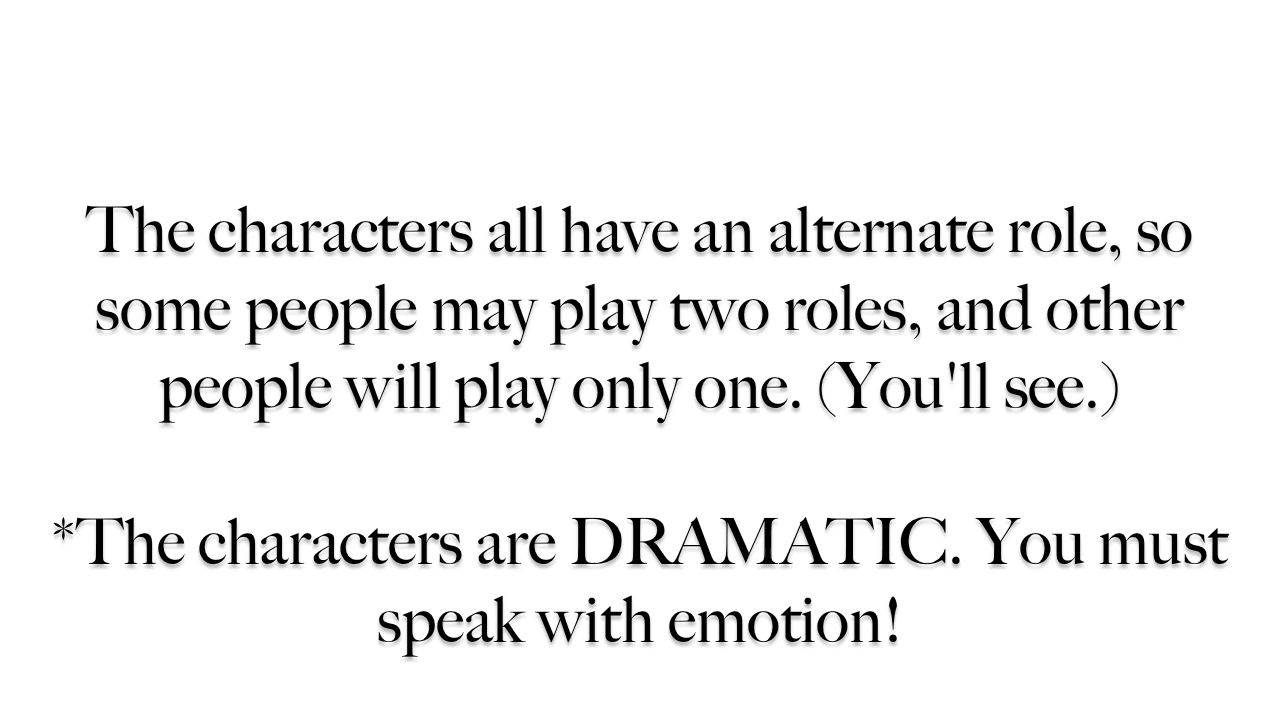 The characters all have an alternate role, so
some people may play two roles, and other
people will play only one. (You'll see.)
*The characters are DRAMATIC. You must
speak with emotion!